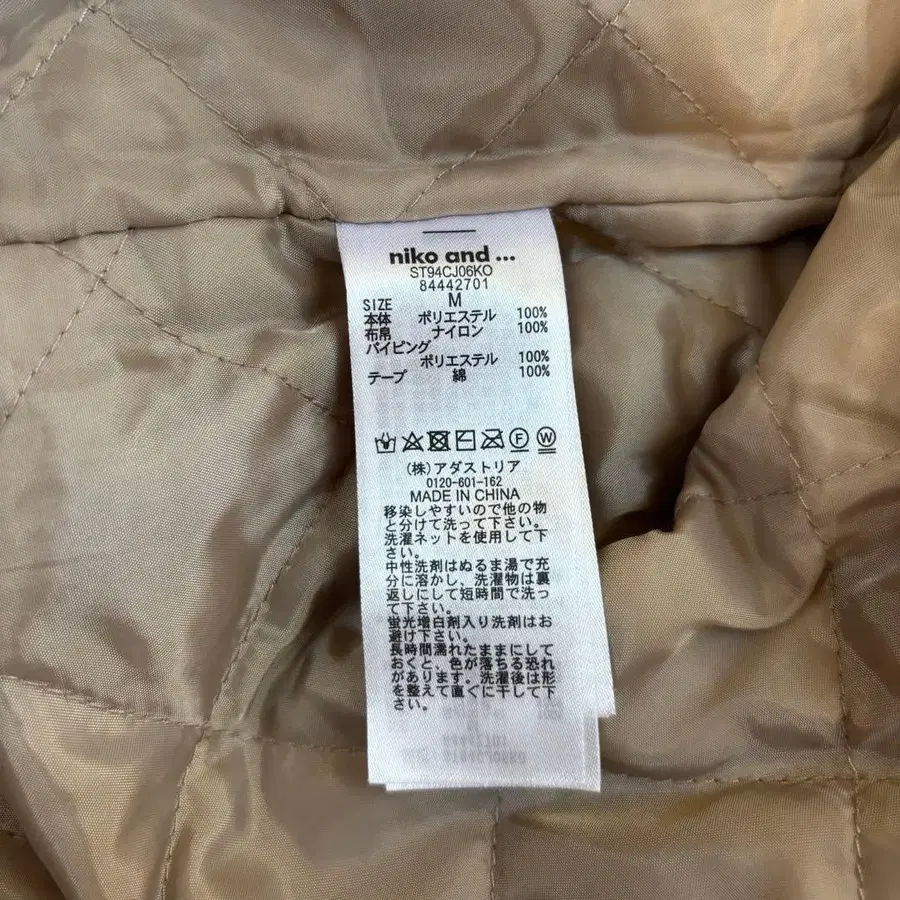 niko and ...
ST94CJ06KO
84442701
SIZE M
本体 ポリエステル 100%
布帛 ナイロン 100%
パイピング
ポリエステル 100%
テープ 綿 100%
F W
(株)アダストリア
0120-601-162
MADE IN CHINA
移染しやすいので他の物
と分けて洗って下さい。
洗濯ネットを使用して下
さい。
中性洗剤はぬるま湯で充
分に溶かし、洗濯物は裏
返しにして短時間で洗っ
て下さい。
蛍光増白剤入り洗剤はお
避け下さい。
長時間濡れたままにして
おくと、色が落ちる恐れ
があります。洗濯後は形
を整えて直ぐに干して下
さい。